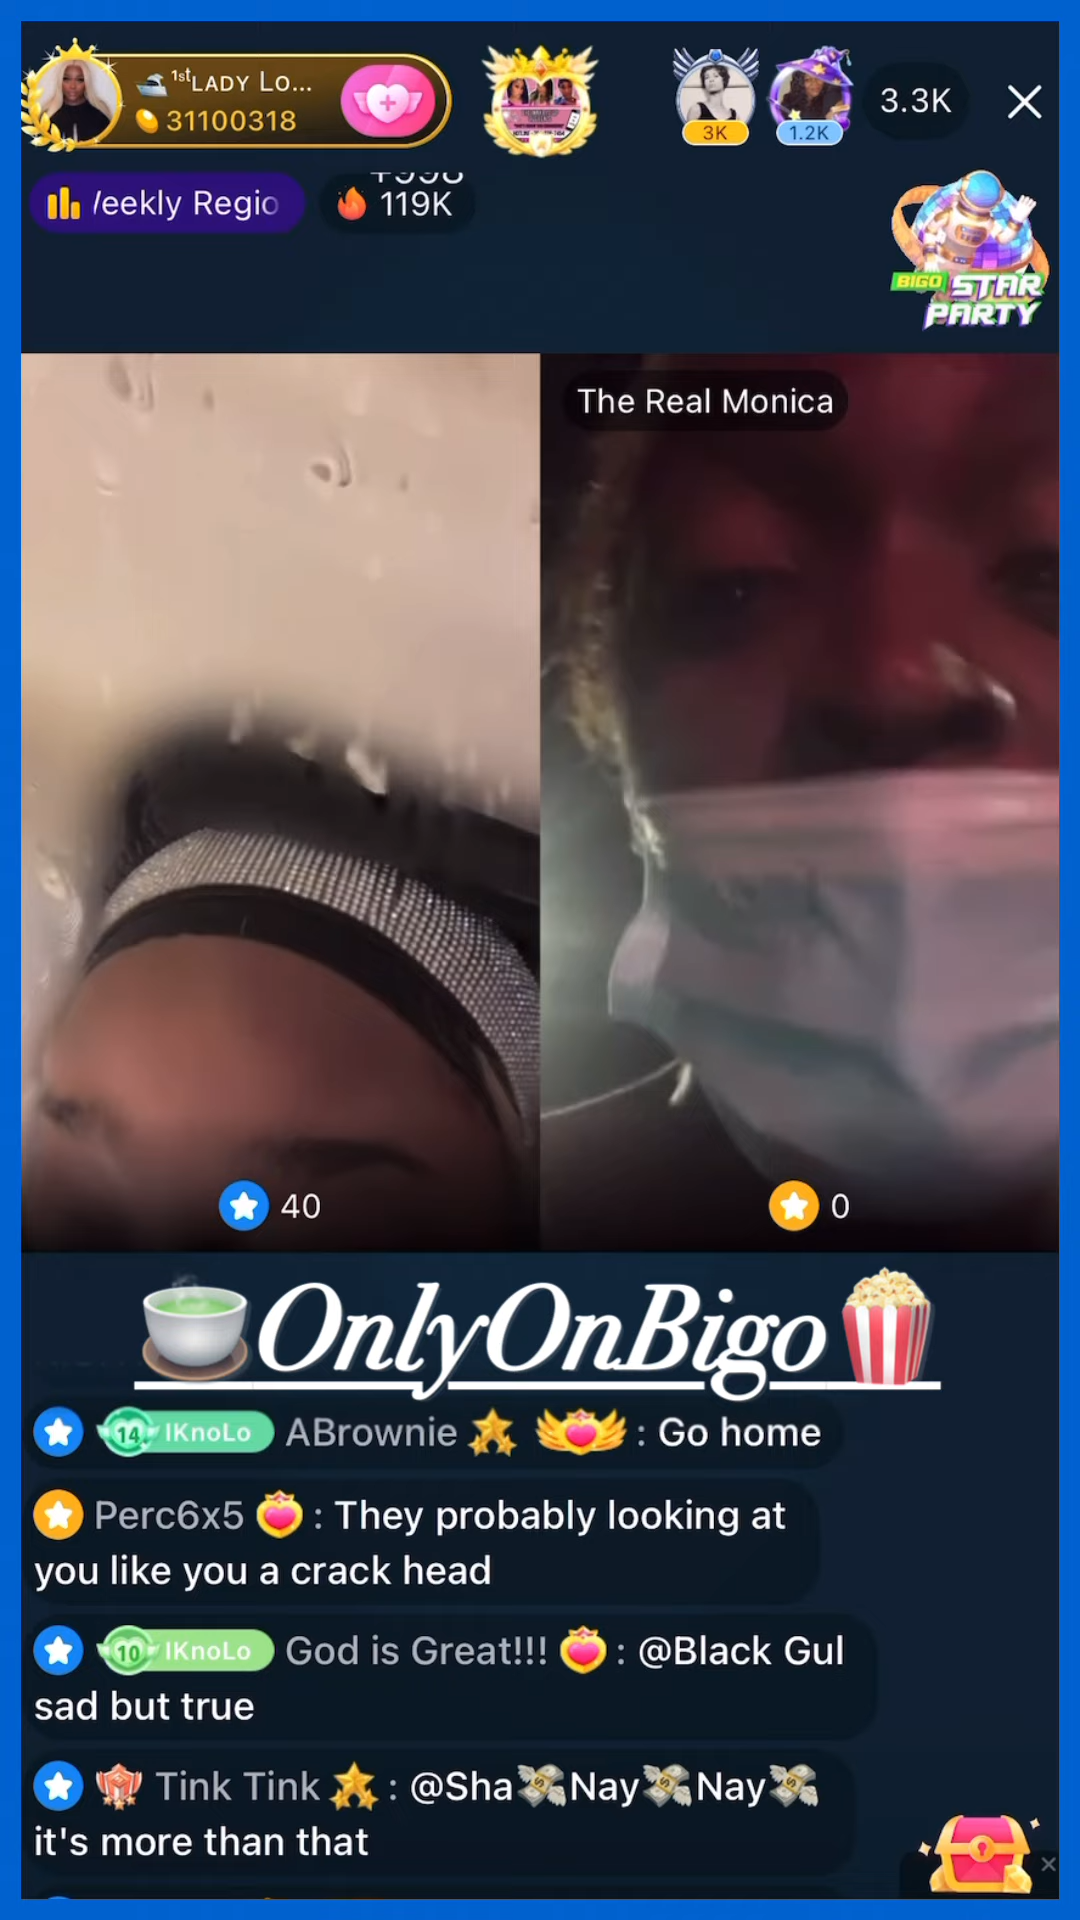 1st LADY LO...
31100318
3K
1.2K
3.3K
/eekly Regio
+998
119K
BIGO STAR
PARTY
The Real Monica
40
0
OnlyOnBigo
14 IKnoLo ABrownie : Go home
Perc6x5 : They probably looking at
you like you a crack head
10 IKnoLo God is Great!!! : @Black Gul
sad but true
Tink Tink : @Sha💸Nay💸Nay💸
it's more than that